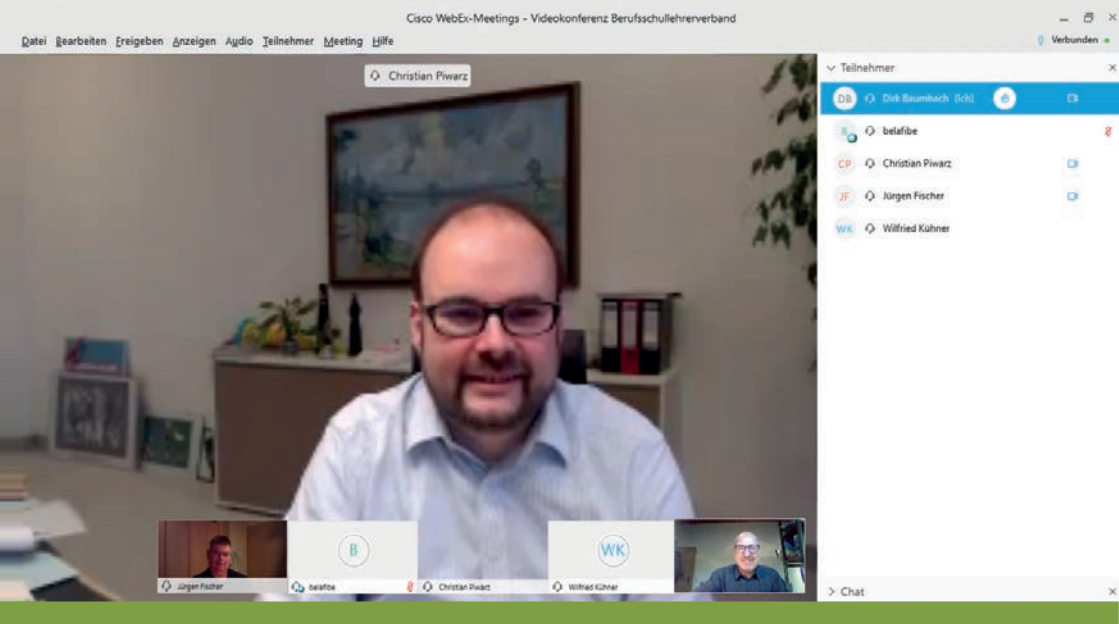 Cisco WebEx-Meetings - Videokonferenz Berufsschullehrerverband
Datei Bearbeiten Freigeben Anzeigen Audio Teilnehmer Meeting Hilfe
Verbunden
Christian Piwarz
Teilnehmer
DB Dirk Baumbach (Ich)
B belafibe
CP Christian Piwarz
JF Jürgen Fischer
WK Wilfried Kühner
B
WK
Jürgen Fischer
belafibe
Christian Piwarz
Wilfried Kühner
Chat